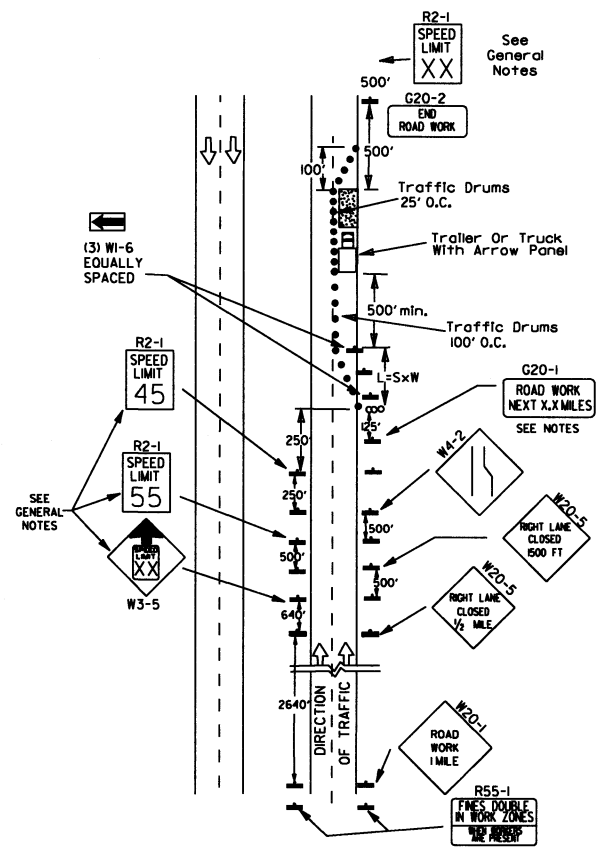 R2-1
SPEED
LIMIT
XX
See
General
Notes
500'
G20-2
END
ROAD WORK
500'
100'
Traffic Drums
25' O.C.
(3) W1-6
EQUALLY
SPACED
Trailer Or Truck
With Arrow Panel
500' min.
Traffic Drums
100' O.C.
R2-1
SPEED
LIMIT
45
L=SxW
G20-1
ROAD WORK
NEXT X.X MILES
SEE NOTES
250'
125'
R2-1
SPEED
LIMIT
55
W4-2
250'
SEE
GENERAL
NOTES
500'
500'
W20-5
RIGHT LANE
CLOSED
1500 FT
SPEED
LIMIT
XX
W3-5
500'
W20-5
RIGHT LANE
CLOSED
1/2 MILE
640'
2640'
DIRECTION
OF TRAFFIC
W20-1
ROAD
WORK
1 MILE
R55-1
FINES DOUBLE
IN WORK ZONES
WHEN WORKERS
ARE PRESENT